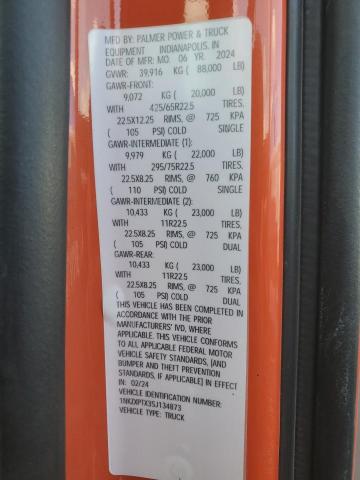 MFD BY: PALMER POWER & TRUCK
EQUIPMENT INDIANAPOLIS. IN
DATE OF MFG: MO. 06 YR. 2024
GVWR: 39,916 KG ( 88,000 LB)
GAWR-FRONT:
9,072 KG ( 20,000 LB)
WITH 425/65R22.5 TIRES,
22.5X12.25 RIMS, @ 725 KPA
( 105 PSI) COLD SINGLE
GAWR-INTERMEDIATE (1):
9,979 KG ( 22,000 LB)
WITH 295/75R22.5 TIRES,
22.5X8.25 RIMS, @ 760 KPA
( 110 PSI) COLD SINGLE
GAWR-INTERMEDIATE (2):
10,433 KG ( 23,000 LB)
WITH 11R22.5 TIRES,
22.5X8.25 RIMS, @ 725 KPA
( 105 PSI) COLD DUAL
GAWR-REAR:
10,433 KG ( 23,000 LB)
WITH 11R22.5 TIRES,
22.5X8.25 RIMS, @ 725 KPA
( 105 PSI) COLD DUAL
THIS VEHICLE HAS BEEN COMPLETED IN
ACCORDANCE WITH THE PRIOR
MANUFACTURERS' IVD, WHERE
APPLICABLE. THIS VEHICLE CONFORMS
TO ALL APPLICABLE FEDERAL MOTOR
VEHICLE SAFETY STANDARDS, [AND
BUMPER AND THEFT PREVENTION
STANDARDS, IF APPLICABLE] IN EFFECT
IN: 02/24
VEHICLE IDENTIFICATION NUMBER:
1NKZXPTX3SJ134873
VEHICLE TYPE: TRUCK